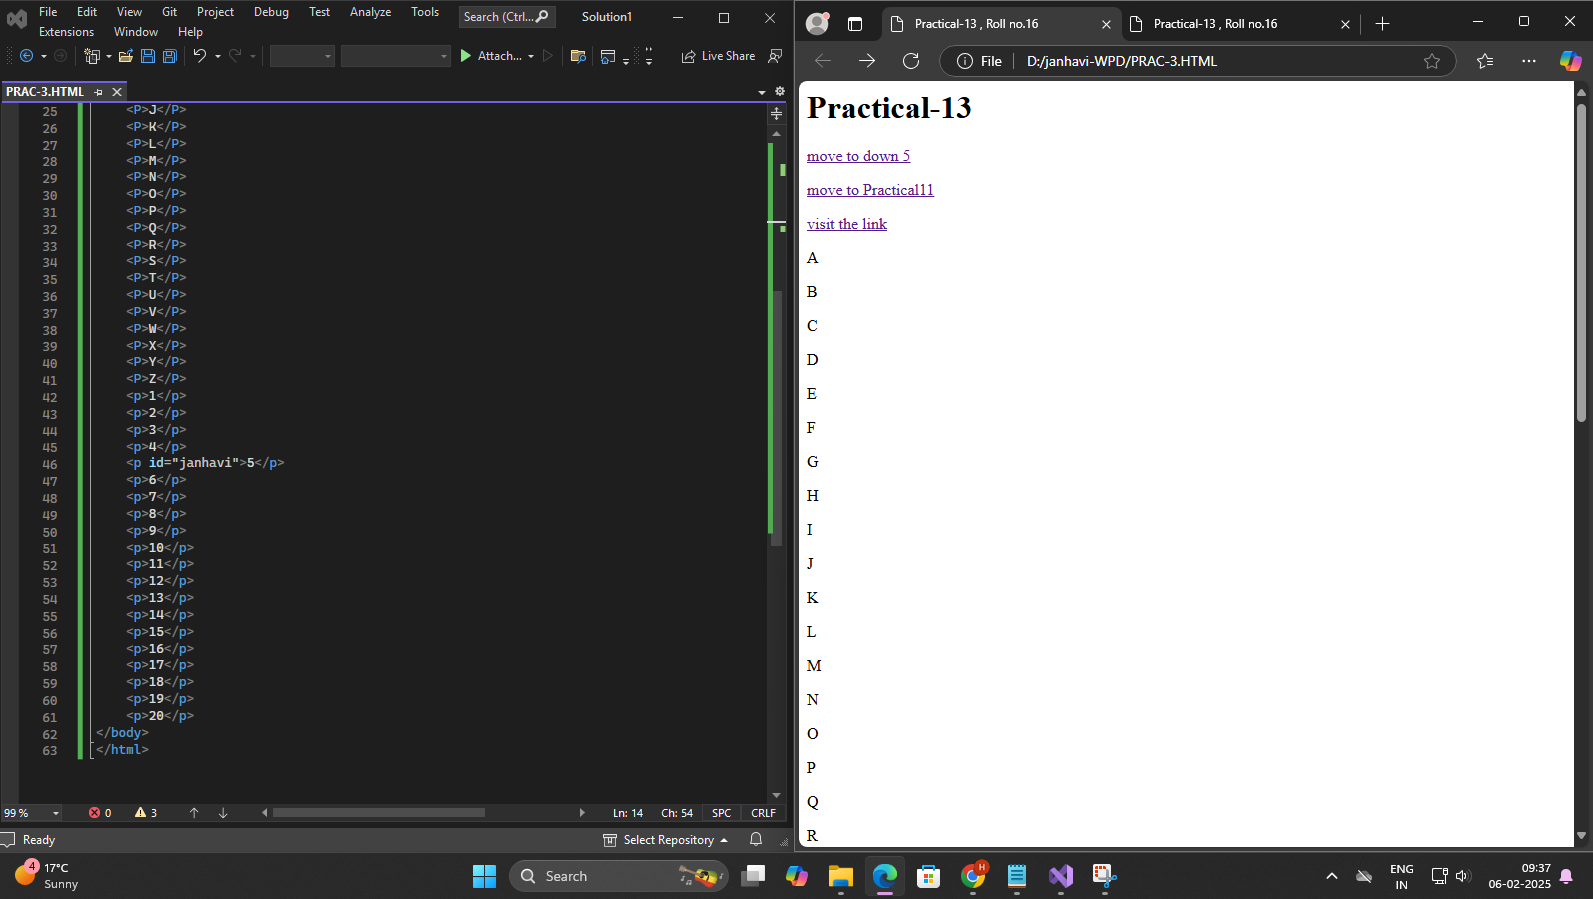 File Edit View Git Project Debug Test Analyze Tools Search (Ctrl... Solution1
Extensions Window Help
Attach... Live Share
PRAC-3.HTML
25 <P>J</P>
26 <P>K</P>
27 <P>L</P>
28 <P>M</P>
29 <P>N</P>
30 <P>O</P>
31 <P>P</P>
32 <P>Q</P>
33 <P>R</P>
34 <P>S</P>
35 <P>T</P>
36 <P>U</P>
37 <P>V</P>
38 <P>W</P>
39 <P>X</P>
40 <P>Y</P>
41 <P>Z</P>
42 <p>1</p>
43 <p>2</p>
44 <p>3</p>
45 <p>4</p>
46 <p id="janhavi">5</p>
47 <p>6</p>
48 <p>7</p>
49 <p>8</p>
50 <p>9</p>
51 <p>10</p>
52 <p>11</p>
53 <p>12</p>
54 <p>13</p>
55 <p>14</p>
56 <p>15</p>
57 <p>16</p>
58 <p>17</p>
59 <p>18</p>
60 <p>19</p>
61 <p>20</p>
62 </body>
63 </html>
99 % 0 3 Ln: 14 Ch: 54 SPC CRLF
Ready Select Repository
Practical-13 , Roll no.16 Practical-13 , Roll no.16
File D:/janhavi-WPD/PRAC-3.HTML
Practical-13
move to down 5
move to Practical11
visit the link
A
B
C
D
E
F
G
H
I
J
K
L
M
N
O
P
Q
R
4 17°C
Sunny
Search
H
ENG
IN
09:37
06-02-2025